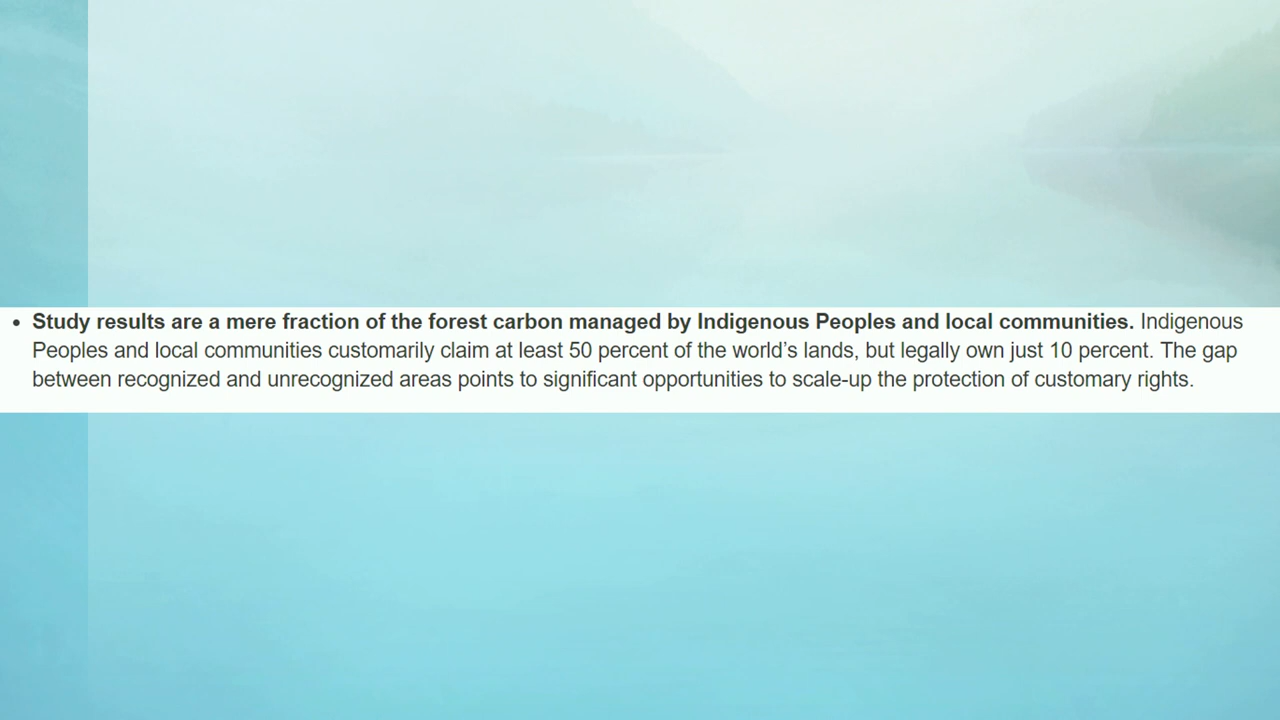 • Study results are a mere fraction of the forest carbon managed by Indigenous Peoples and local communities. Indigenous
Peoples and local communities customarily claim at least 50 percent of the world’s lands, but legally own just 10 percent. The gap
between recognized and unrecognized areas points to significant opportunities to scale-up the protection of customary rights.